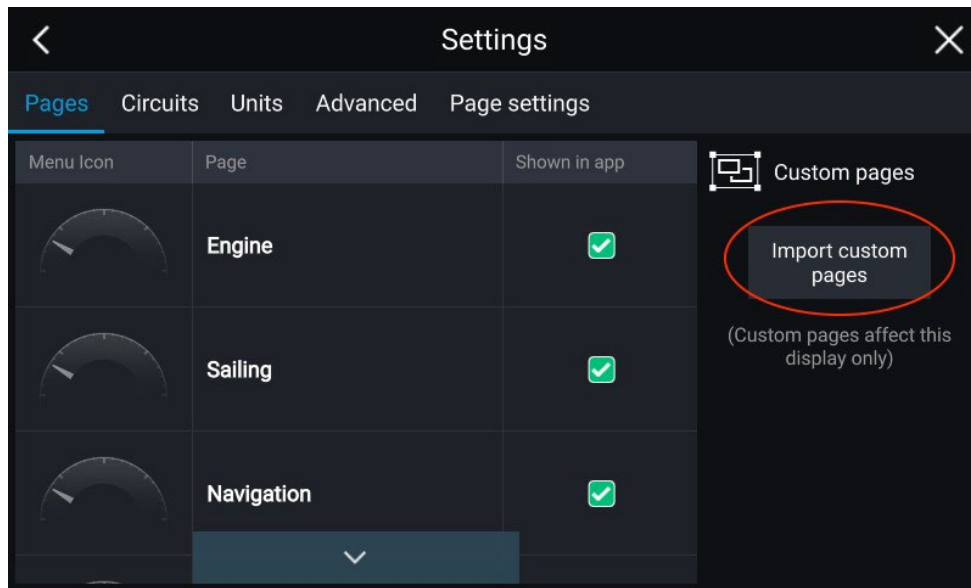 Settings
Pages Circuits Units Advanced Page settings
Menu Icon Page Shown in app
Engine
Sailing
Navigation
Custom pages
Import custom
pages
(Custom pages affect this
display only)